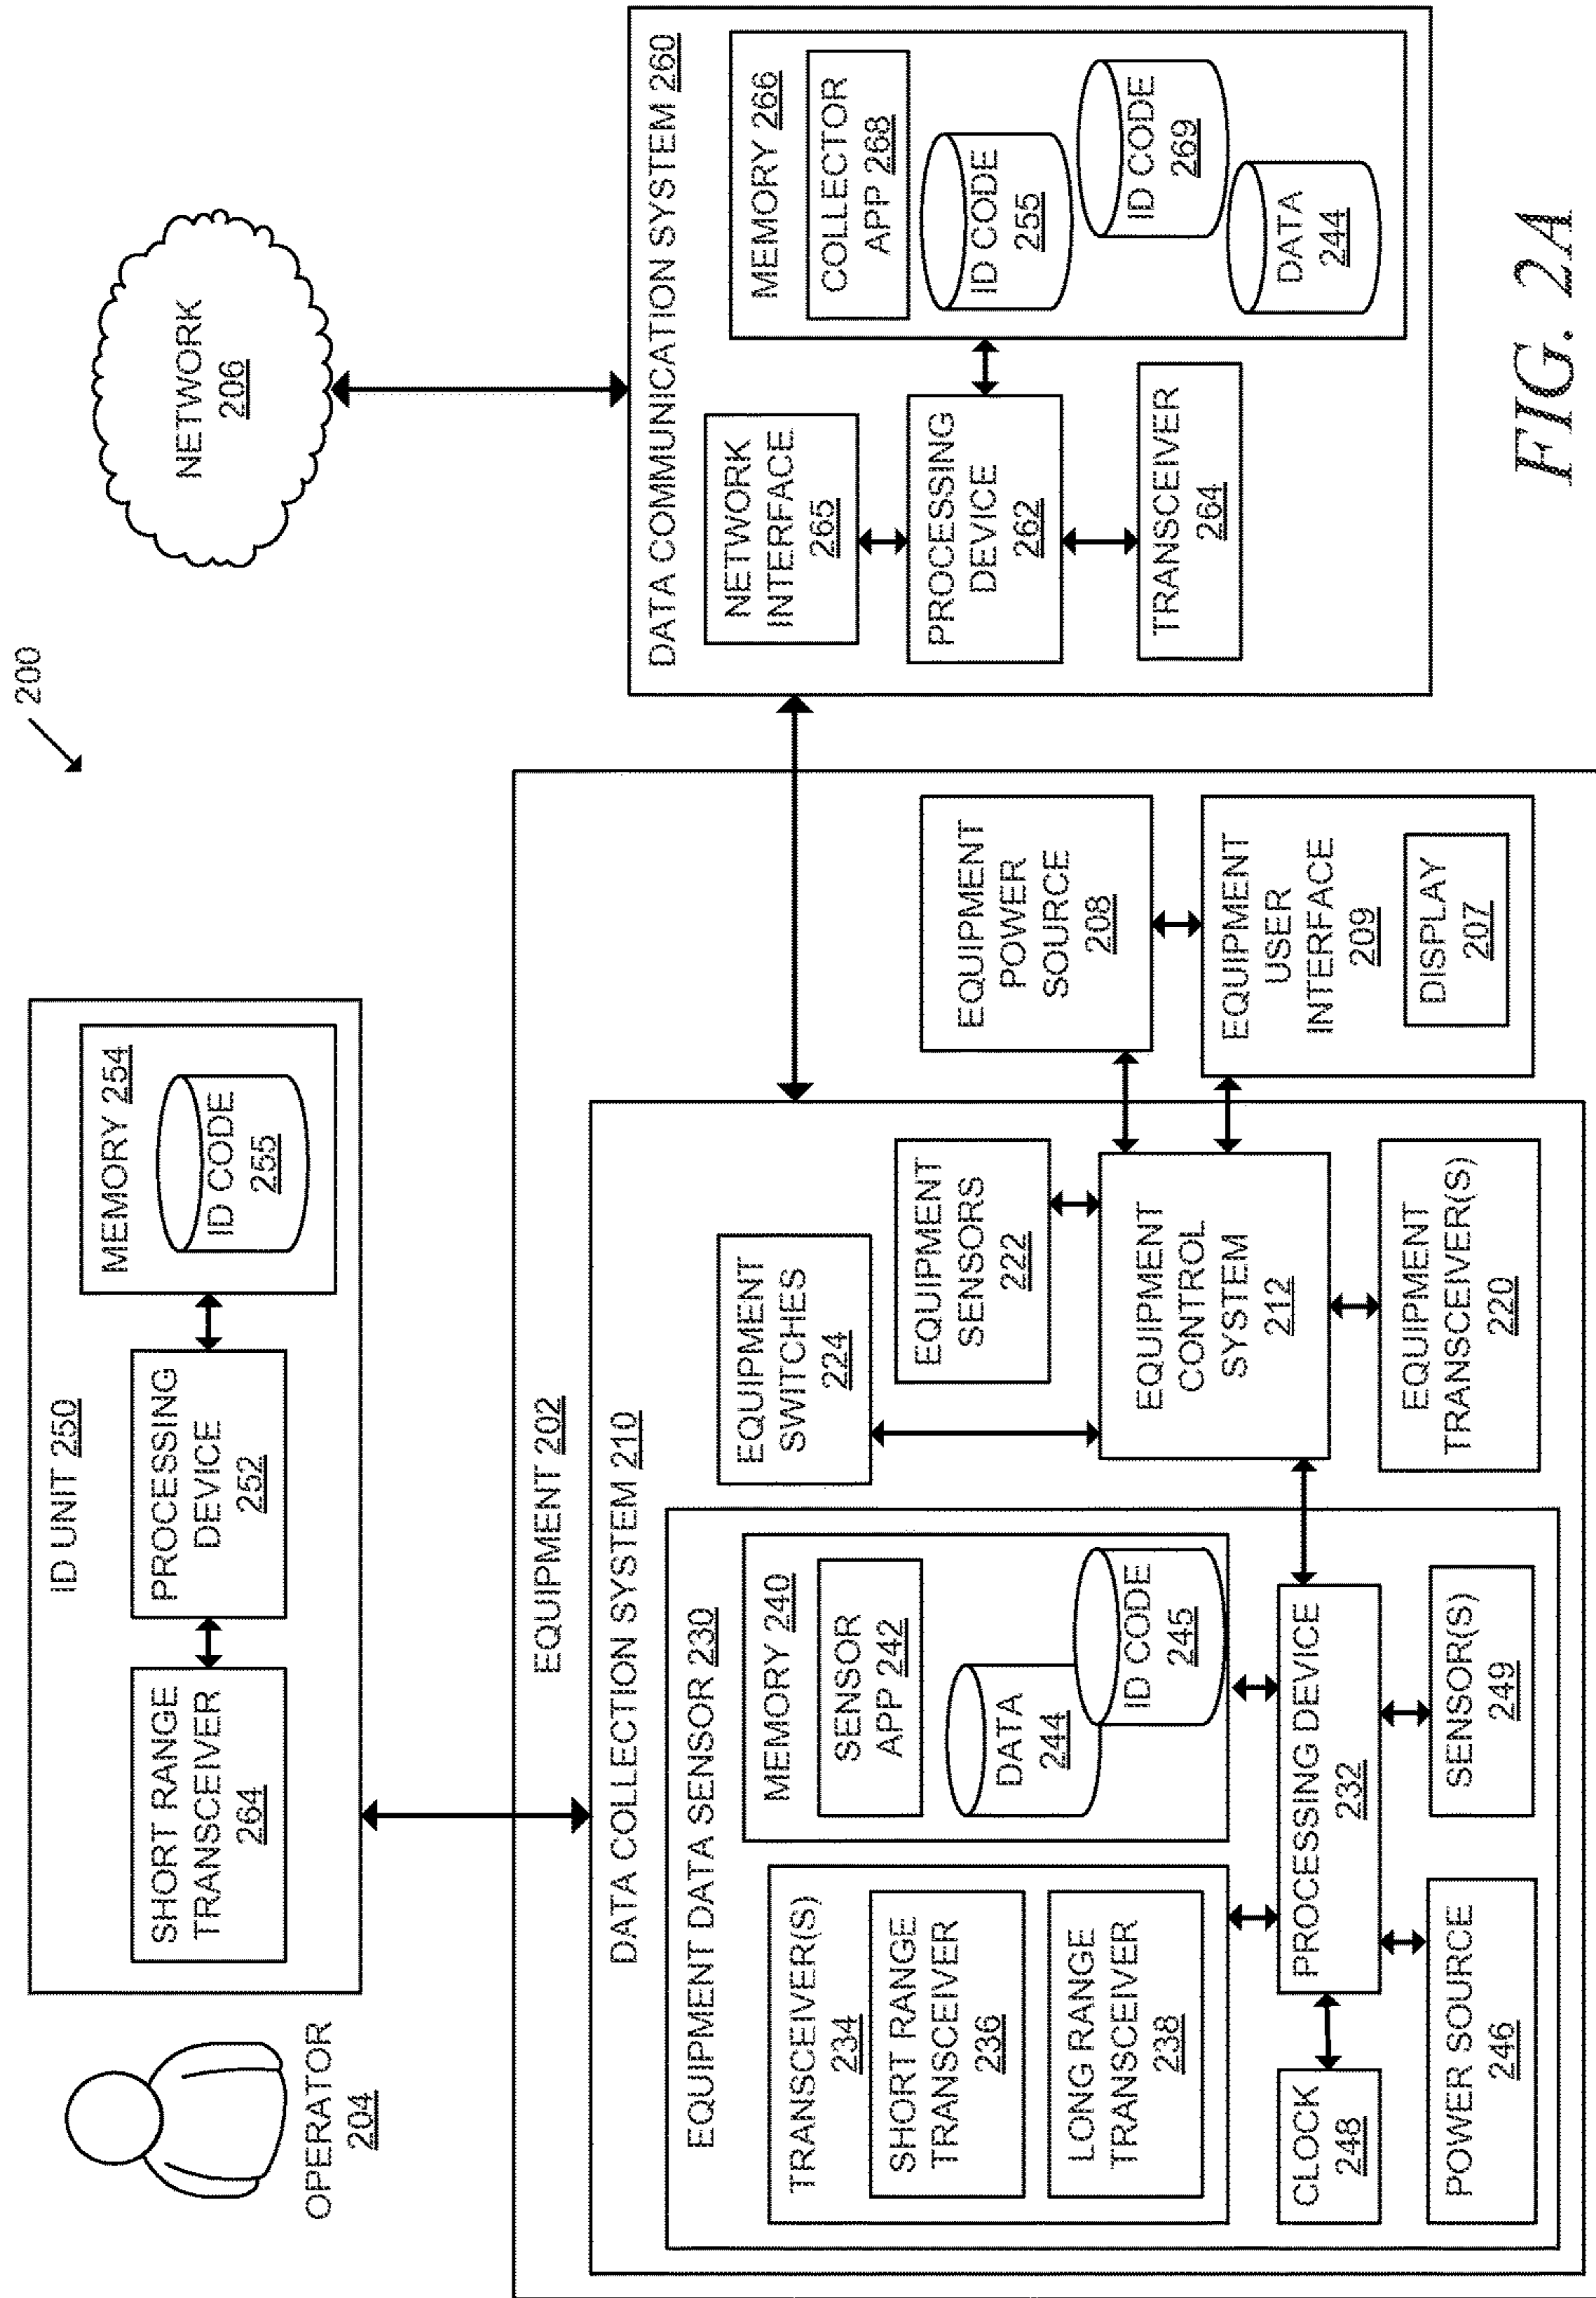 200
OPERATOR
204
ID UNIT 250
SHORT RANGE
TRANSCEIVER
264
PROCESSING
DEVICE
252
MEMORY 254
ID CODE
255
NETWORK
206
EQUIPMENT 202
DATA COLLECTION SYSTEM 210
EQUIPMENT DATA SENSOR 230
TRANSCEIVER(S)
234
SHORT RANGE
TRANSCEIVER
236
LONG RANGE
TRANSCEIVER
238
MEMORY 240
SENSOR
APP 242
DATA
244
ID CODE
245
CLOCK
248
PROCESSING DEVICE
232
POWER SOURCE
246
SENSOR(S)
249
EQUIPMENT
SWITCHES
224
EQUIPMENT
SENSORS
222
EQUIPMENT
CONTROL
SYSTEM
212
EQUIPMENT
TRANSCEIVER(S)
220
EQUIPMENT
POWER
SOURCE
208
EQUIPMENT
USER
INTERFACE
209
DISPLAY
207
DATA COMMUNICATION SYSTEM 260
NETWORK
INTERFACE
265
PROCESSING
DEVICE
262
TRANSCEIVER
264
MEMORY 266
COLLECTOR
APP 268
ID CODE
255
ID CODE
269
DATA
244
FIG. 2A